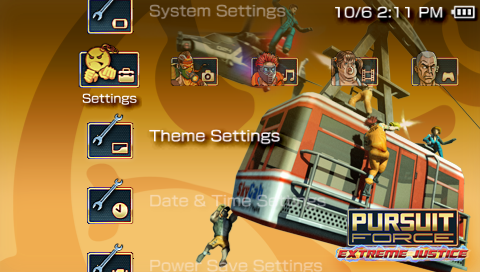 System Settings
10/6 2:11 PM
Settings
Theme Settings
Date & Time Settings
SkyCab
PURSUIT
FORCE
EXTREME JUSTICE
Power Save Settings